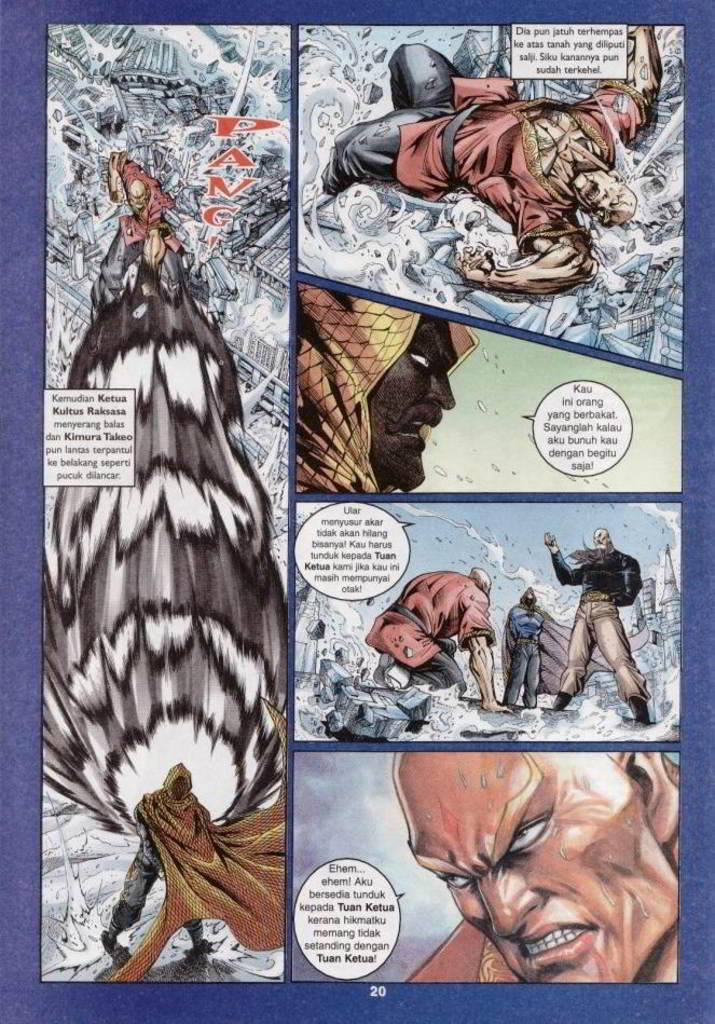 PANG!
Kemudian Ketua
Kultus Raksasa
menyerang balas
dan Kimura Takeo
pun lantas terpantul
ke belakang seperti
pucuk dilancar.
Dia pun jatuh terhempas
ke atas tanah yang diliputi
salji. Siku kanannya pun
sudah terkehel.
Kau
ini orang
yang berbakat.
Sayanglah kalau
aku bunuh kau
dengan begitu
saja!
Ular
menyusur akar
tidak akan hilang
bisanya! Kau harus
tunduk kepada Tuan
Ketua kami jika kau ini
masih mempunyai
otak!
Ehem...
ehem! Aku
bersedia tunduk
kepada Tuan Ketua
kerana hikmatku
memang tidak
setanding dengan
Tuan Ketua!
20